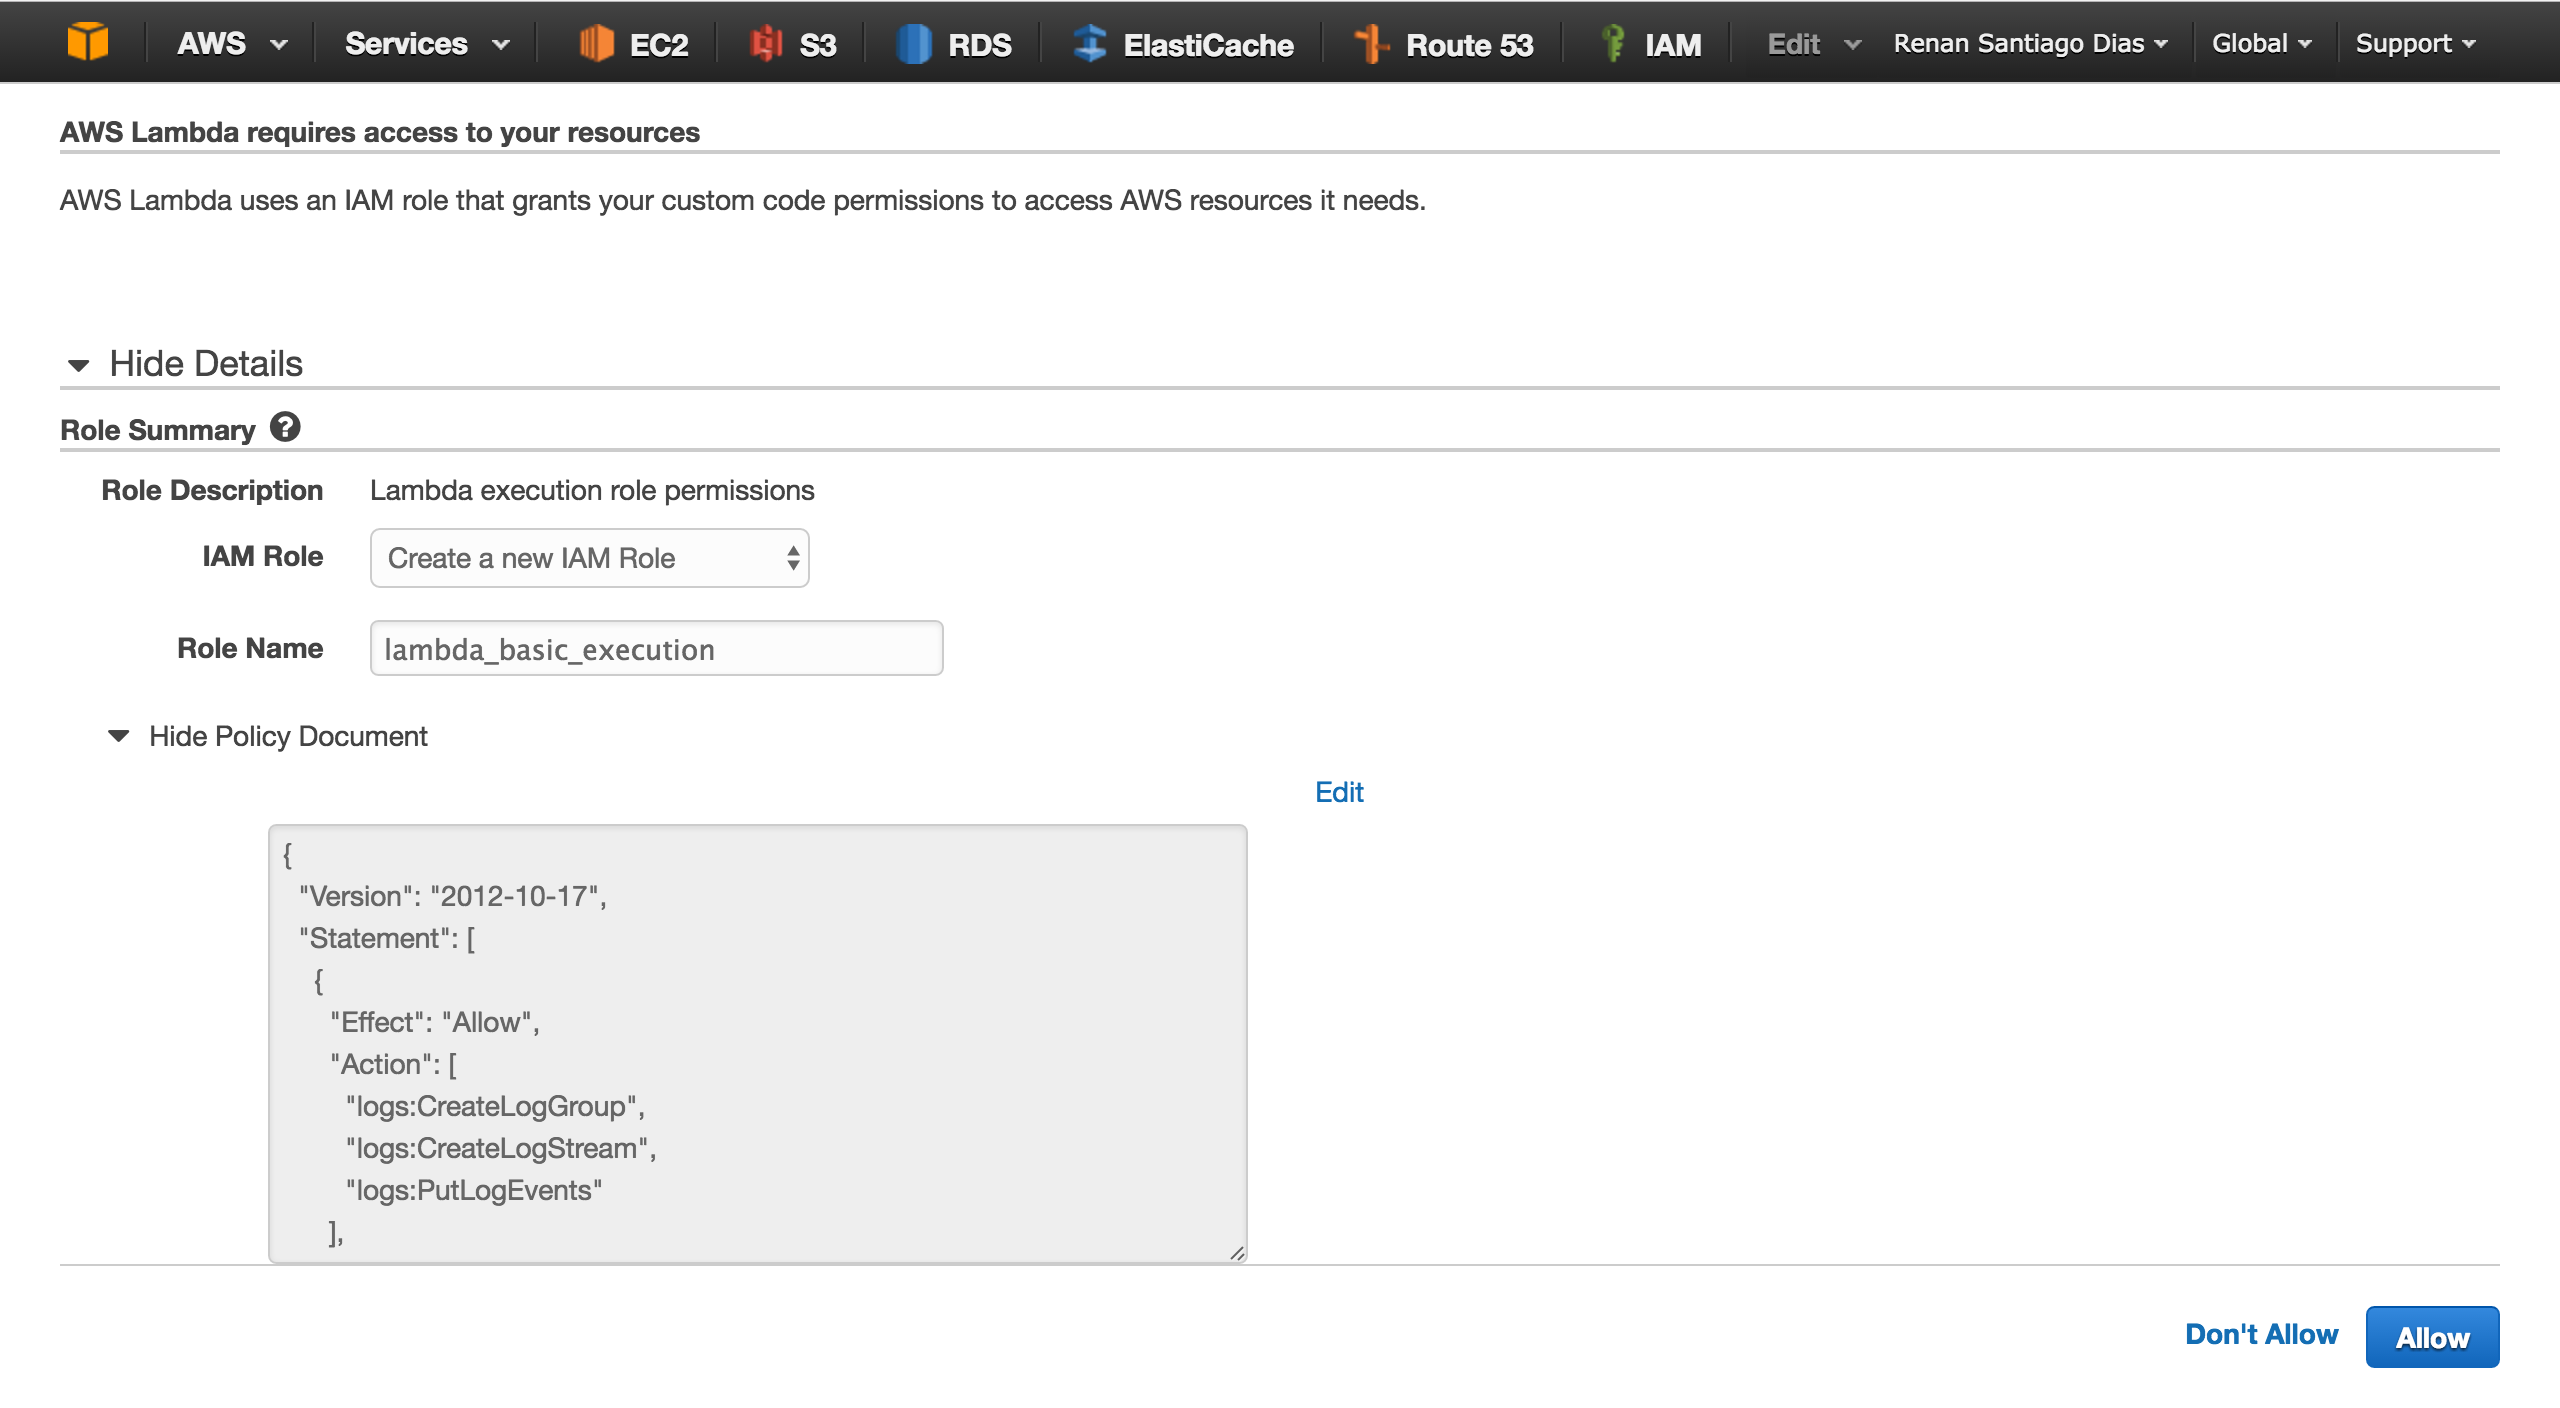 AWS Services EC2 S3 RDS ElastiCache Route 53 IAM Edit Renan Santiago Dias Global Support
AWS Lambda requires access to your resources
AWS Lambda uses an IAM role that grants your custom code permissions to access AWS resources it needs.
Hide Details
Role Summary ?
Role Description Lambda execution role permissions
IAM Role Create a new IAM Role
Role Name lambda_basic_execution
Hide Policy Document
Edit
{
"Version": "2012-10-17",
"Statement": [
{
"Effect": "Allow",
"Action": [
"logs:CreateLogGroup",
"logs:CreateLogStream",
"logs:PutLogEvents"
],
Don't Allow Allow